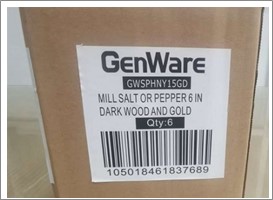 GenWare
GWSPHNY15GD
MILL SALT OR PEPPER 6 IN
DARK WOOD AND GOLD
Qty:6
105018461837689